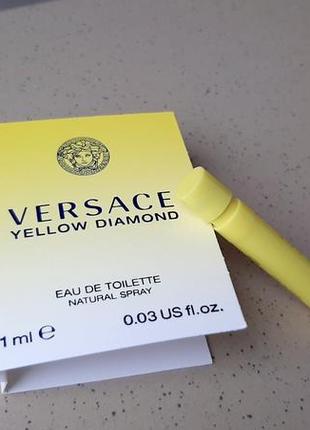 VERSACE
YELLOW DIAMOND
EAU DE TOILETTE
NATURAL SPRAY
1 ml ℮ 0.03 US fl.oz.